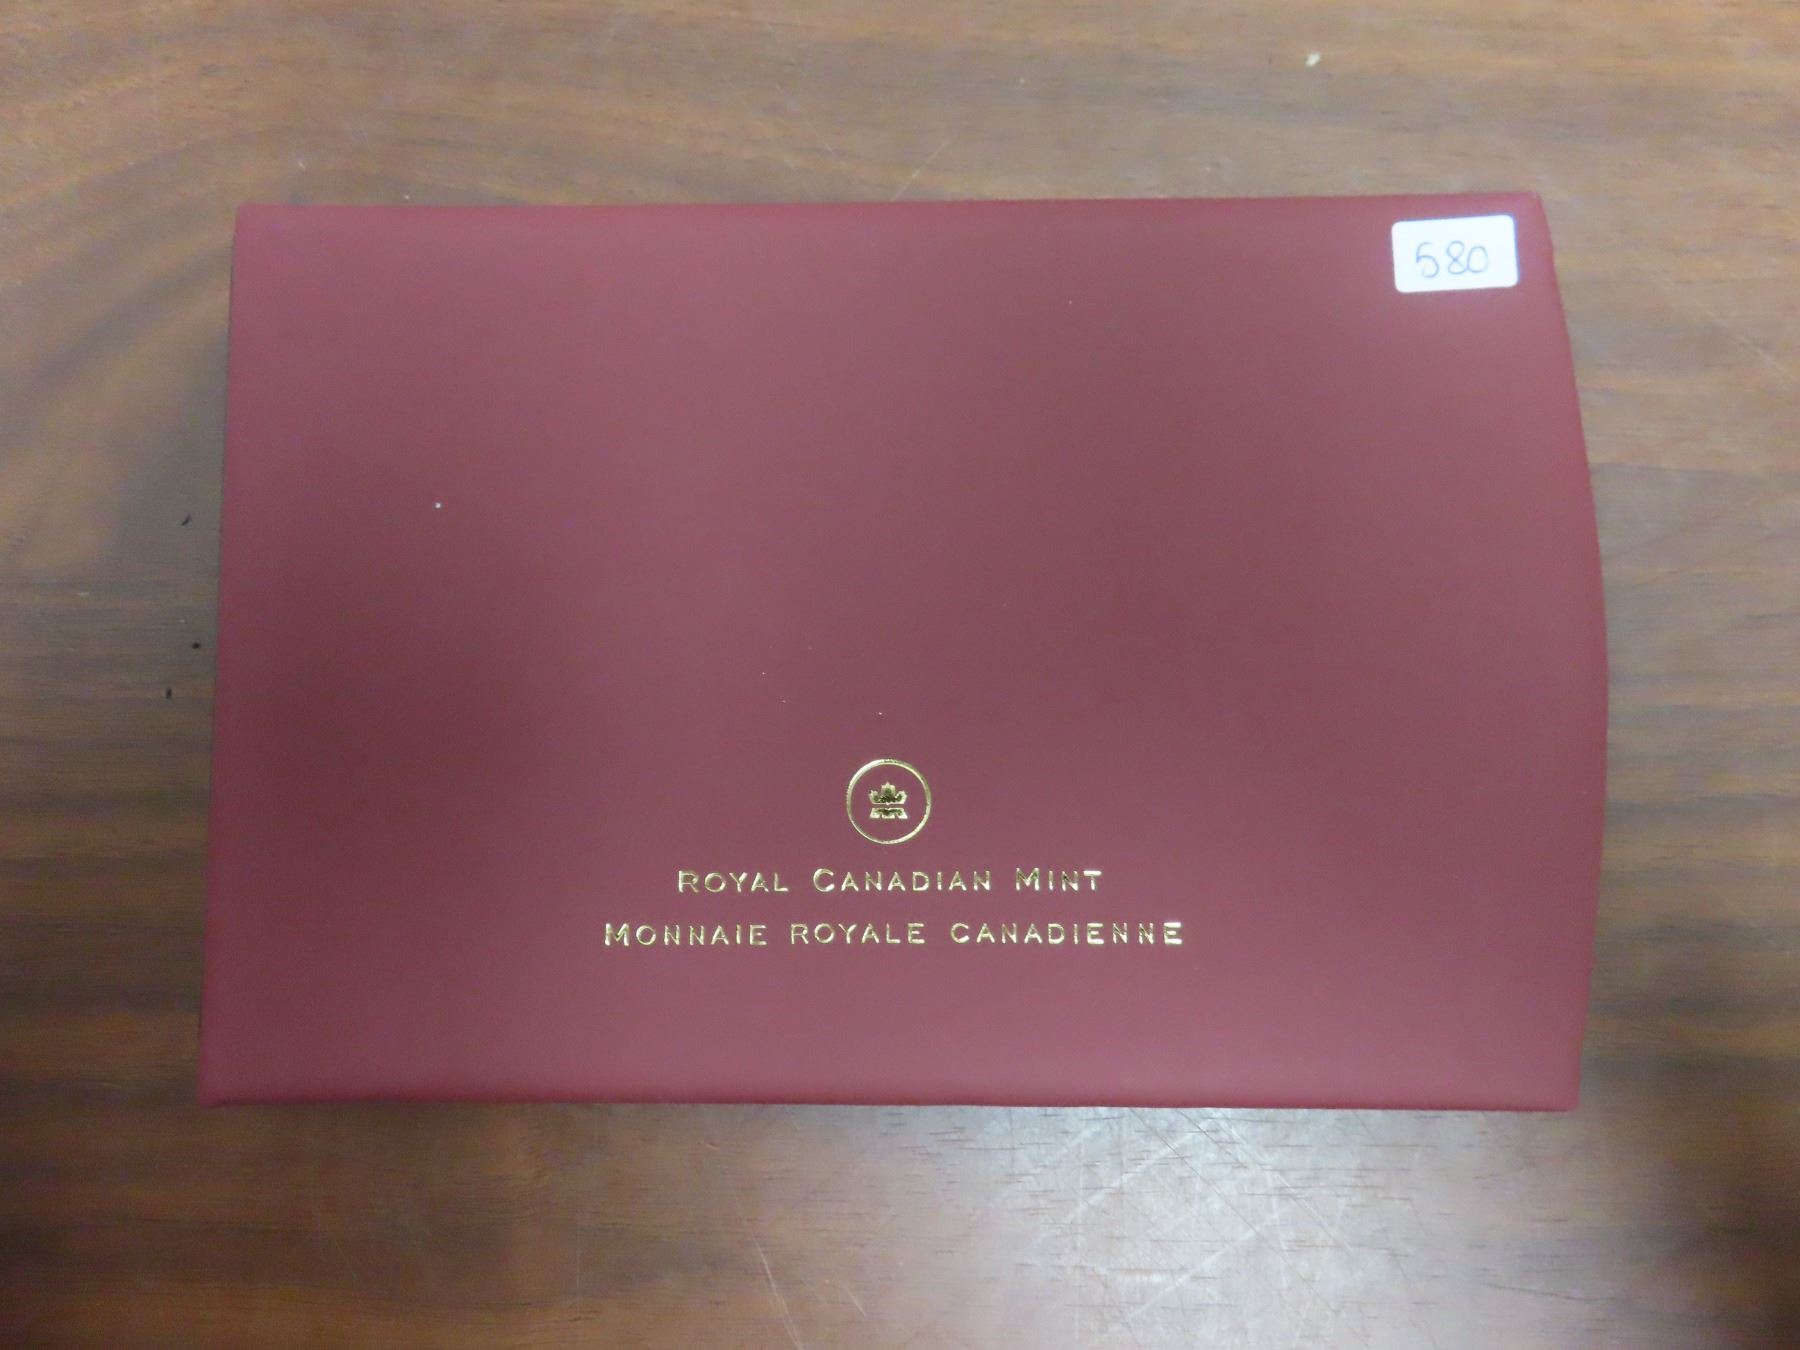 580
ROYAL CANADIAN MINT
MONNAIE ROYALE CANADIENNE